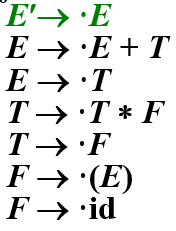 E′→ ·E
E → ·E + T
E → ·T
T → ·T * F
T → ·F
F → ·(E)
F → ·id